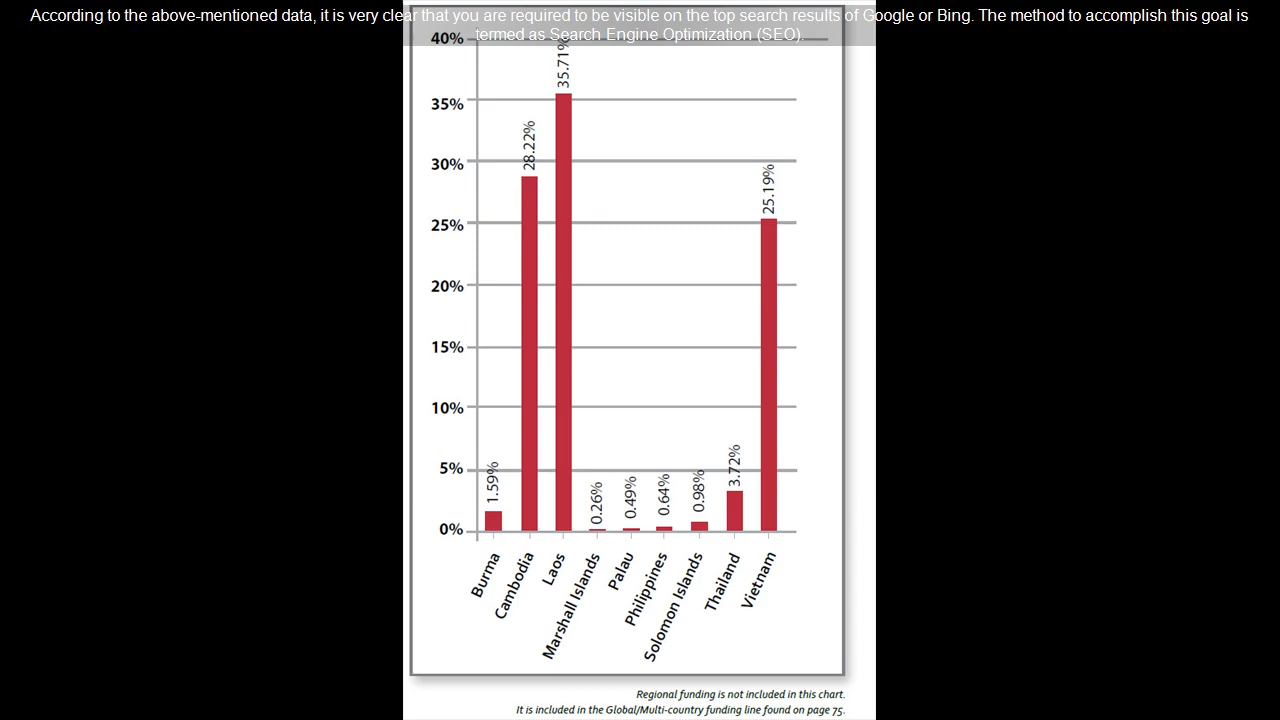 According to the above-mentioned data, it is very clear that you are required to be visible on the top search results of Google or Bing. The method to accomplish this goal is
termed as Search Engine Optimization (SEO).
40%
35%
30%
25%
20%
15%
10%
5%
0%
1.59%
28.22%
35.71%
0.26%
0.49%
0.64%
0.98%
3.72%
25.19%
Burma
Cambodia
Laos
Marshall Islands
Palau
Philippines
Solomon Islands
Thailand
Vietnam
Regional funding is not included in this chart.
It is included in the Global/Multi-country funding line found on page 75.